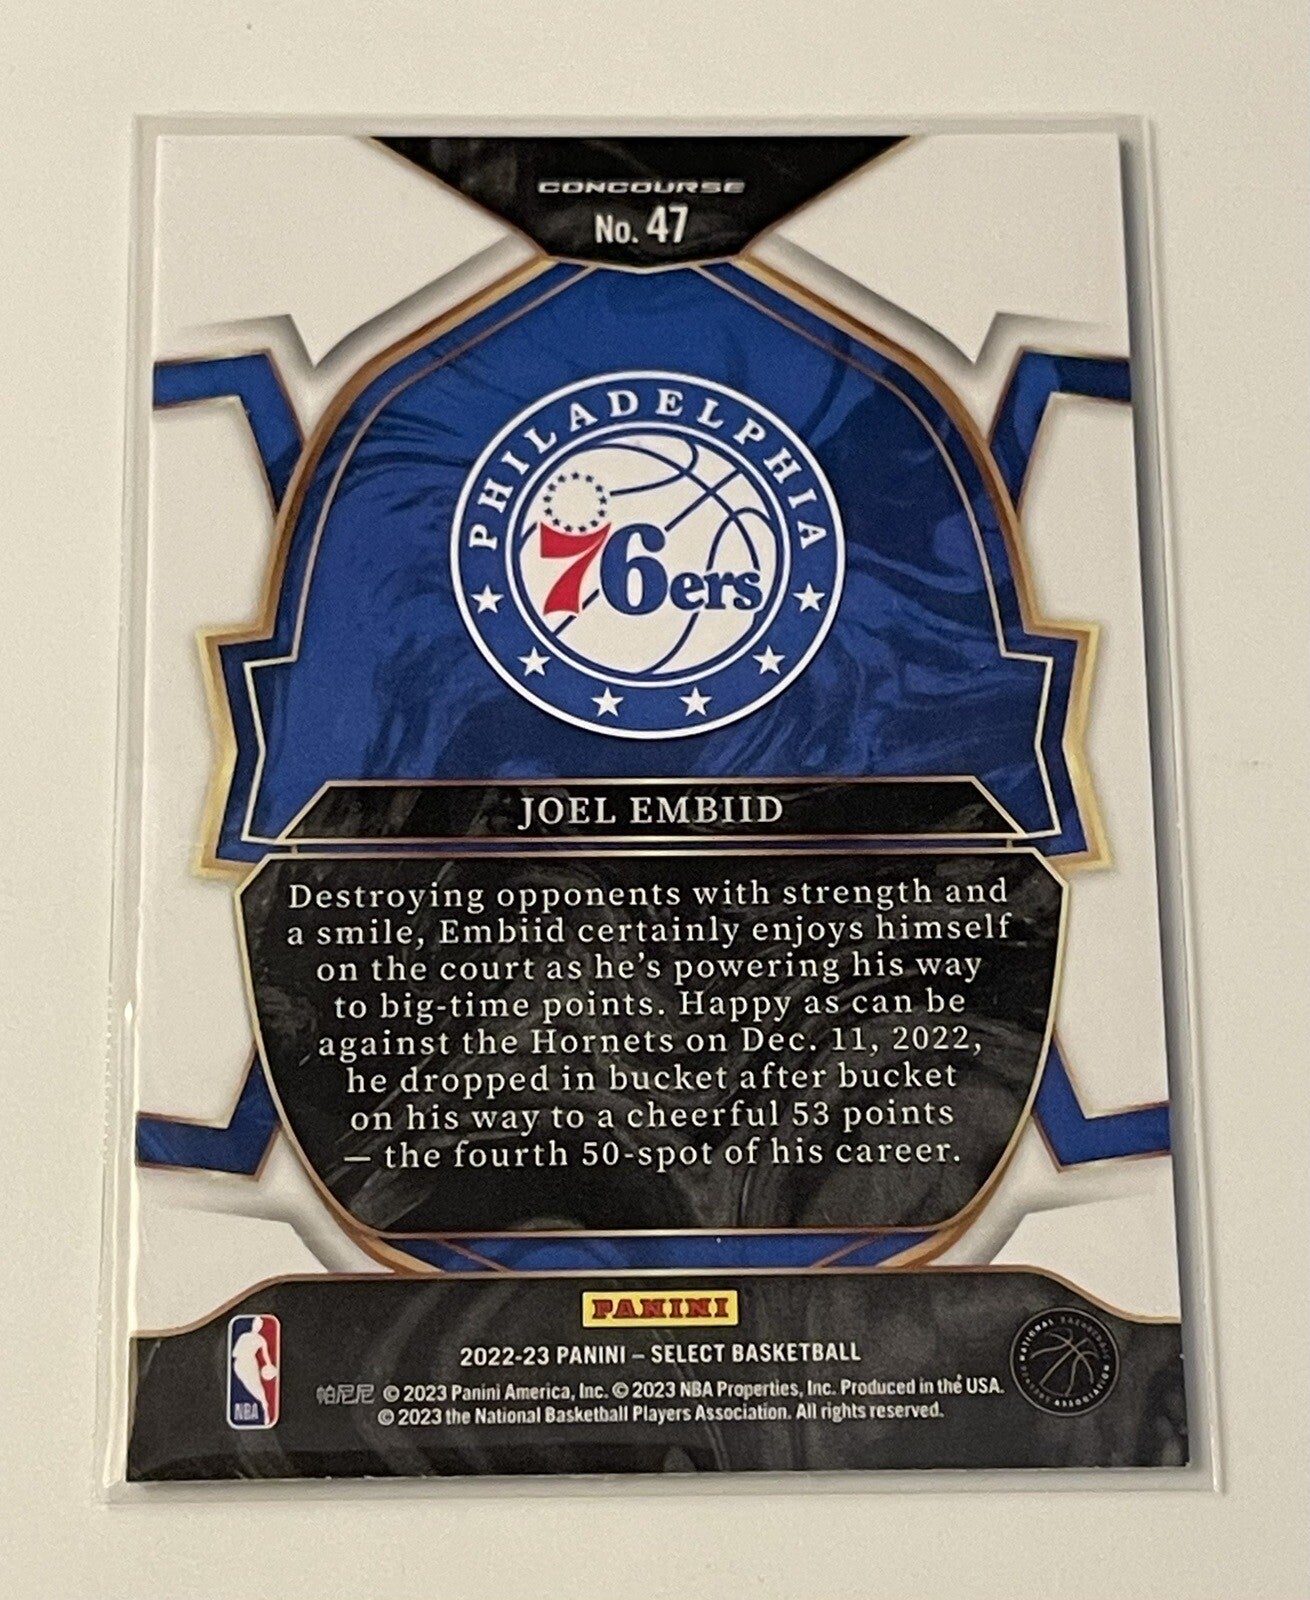 CONCOURSE
No. 47
PHILADELPHIA
76ers
JOEL EMBIID
Destroying opponents with strength and
a smile, Embiid certainly enjoys himself
on the court as he's powering his way
to big-time points. Happy as can be
against the Hornets on Dec. 11, 2022,
he dropped in bucket after bucket
on his way to a cheerful 53 points
— the fourth 50-spot of his career.
PANINI
2022-23 PANINI – SELECT BASKETBALL
帕尼尼 © 2023 Panini America, Inc. © 2023 NBA Properties, Inc. Produced in the USA.
© 2023 the National Basketball Players Association. All rights reserved.
NBA
NATIONAL BASKETBALL ASSOCIATION